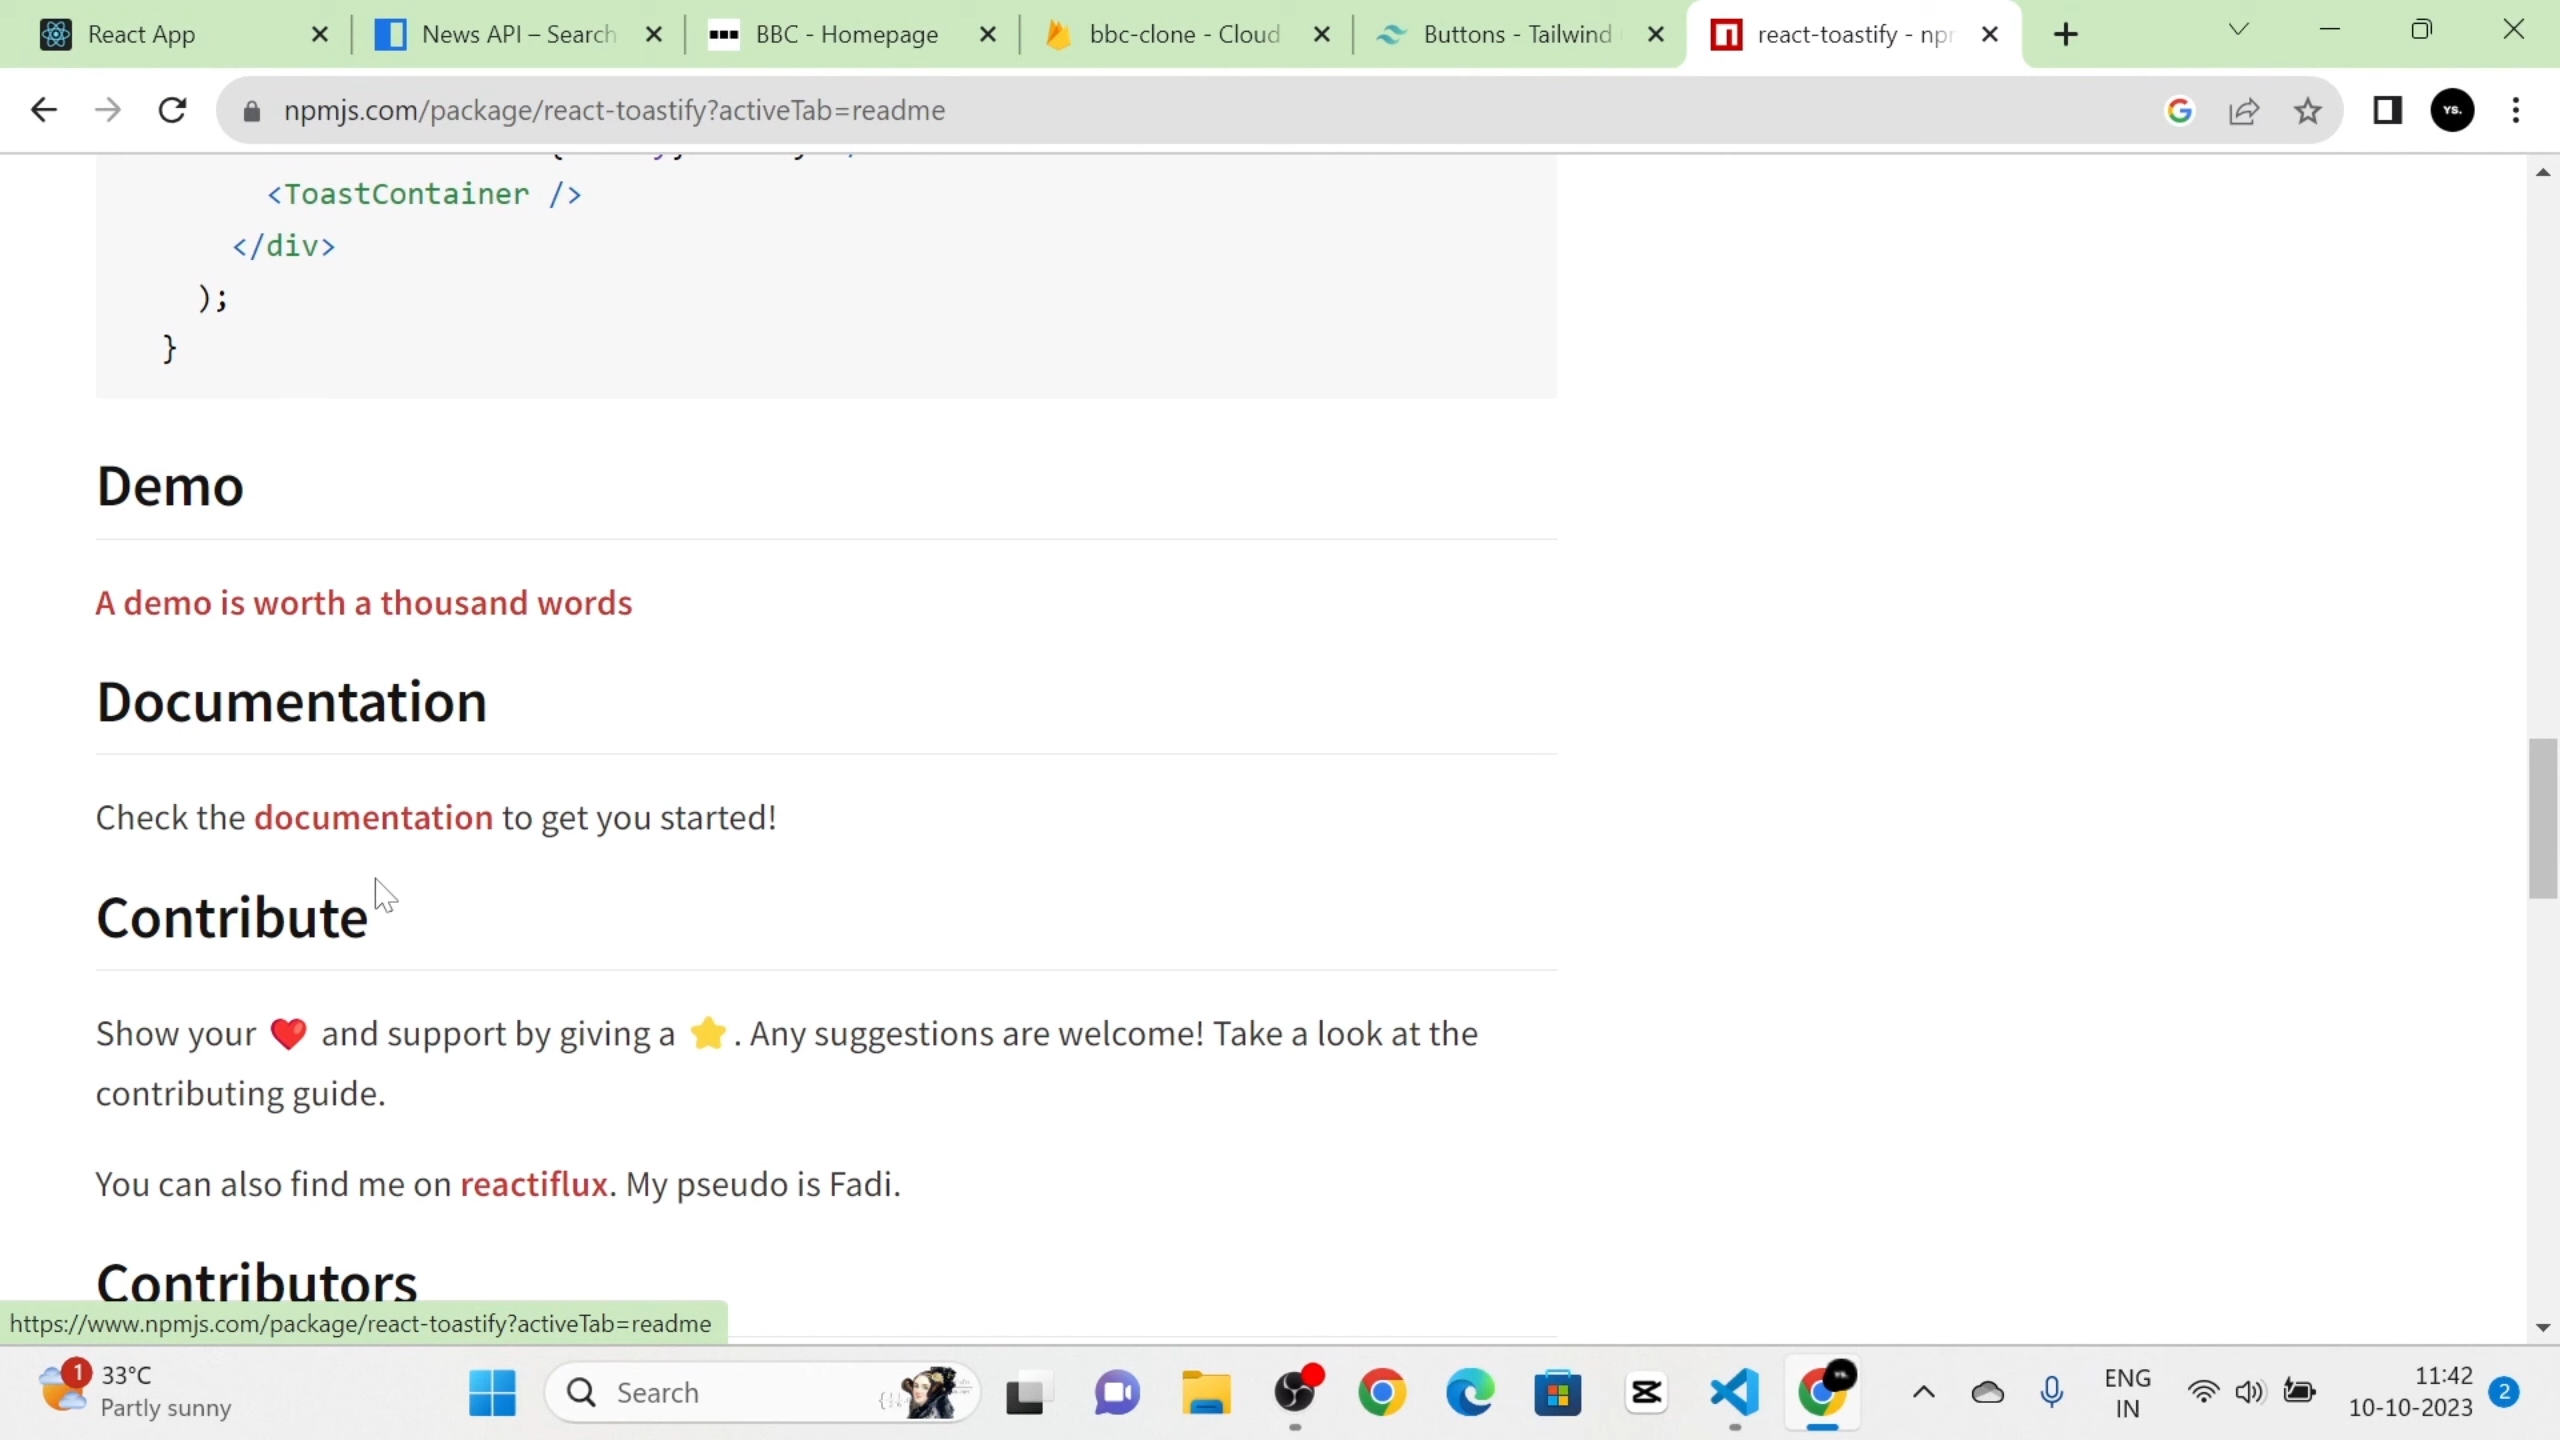 React App
News API – Search
BBC - Homepage
bbc-clone - Cloud
Buttons - Tailwind
react-toastify - npm
npmjs.com/package/react-toastify?activeTab=readme
YS.
<ToastContainer />
</div>
);
}
Demo
A demo is worth a thousand words
Documentation
Check the documentation to get you started!
Contribute
Show your ❤️ and support by giving a ⭐. Any suggestions are welcome! Take a look at the
contributing guide.
You can also find me on reactiflux. My pseudo is Fadi.
Contributors
https://www.npmjs.com/package/react-toastify?activeTab=readme
1
33°C
Partly sunny
Search
ENG
IN
11:42
10-10-2023
2